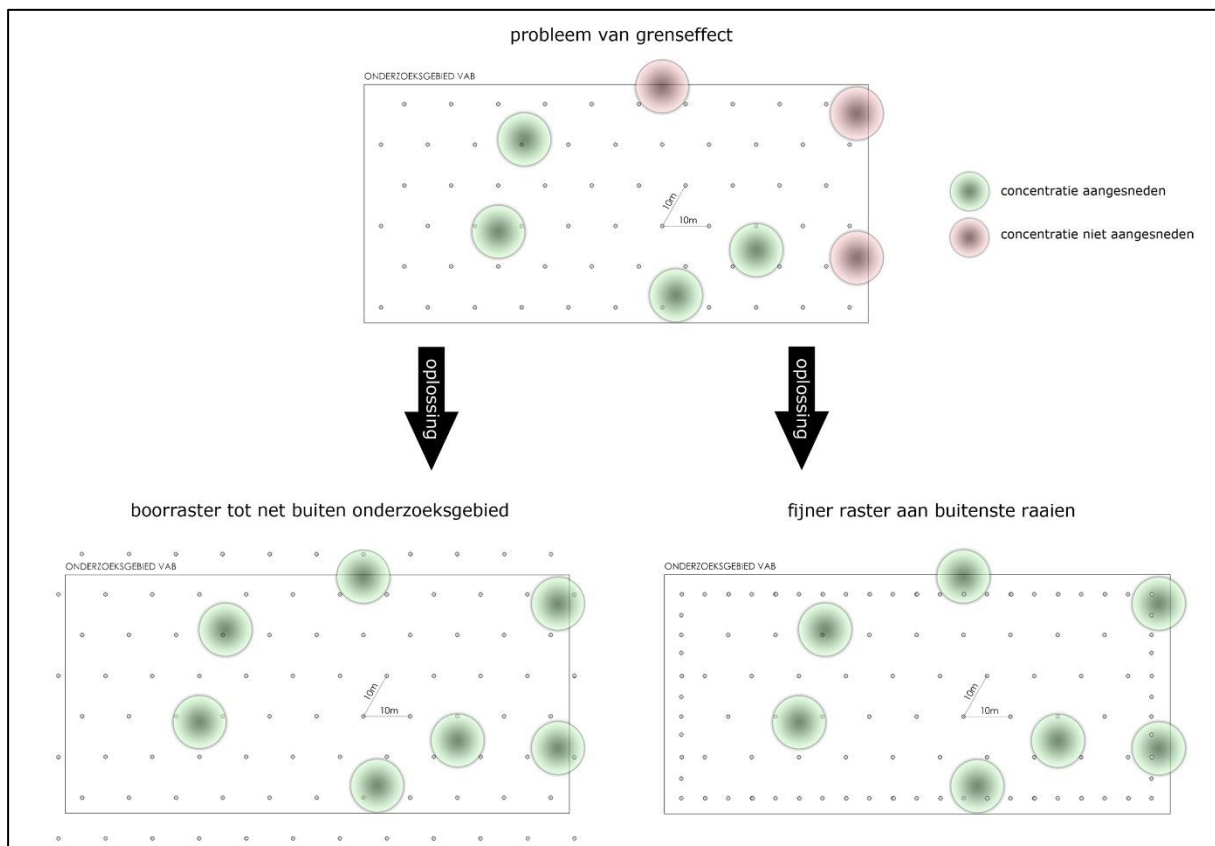 probleem van grenseffect
ONDERZOEKSGEBIED VAB
10m
10m
concentratie aangesneden
concentratie niet aangesneden
oplossing
oplossing
boorraster tot net buiten onderzoeksgebied
ONDERZOEKSGEBIED VAB
10m
10m
fijner raster aan buitenste raaien
ONDERZOEKSGEBIED VAB
10m
10m